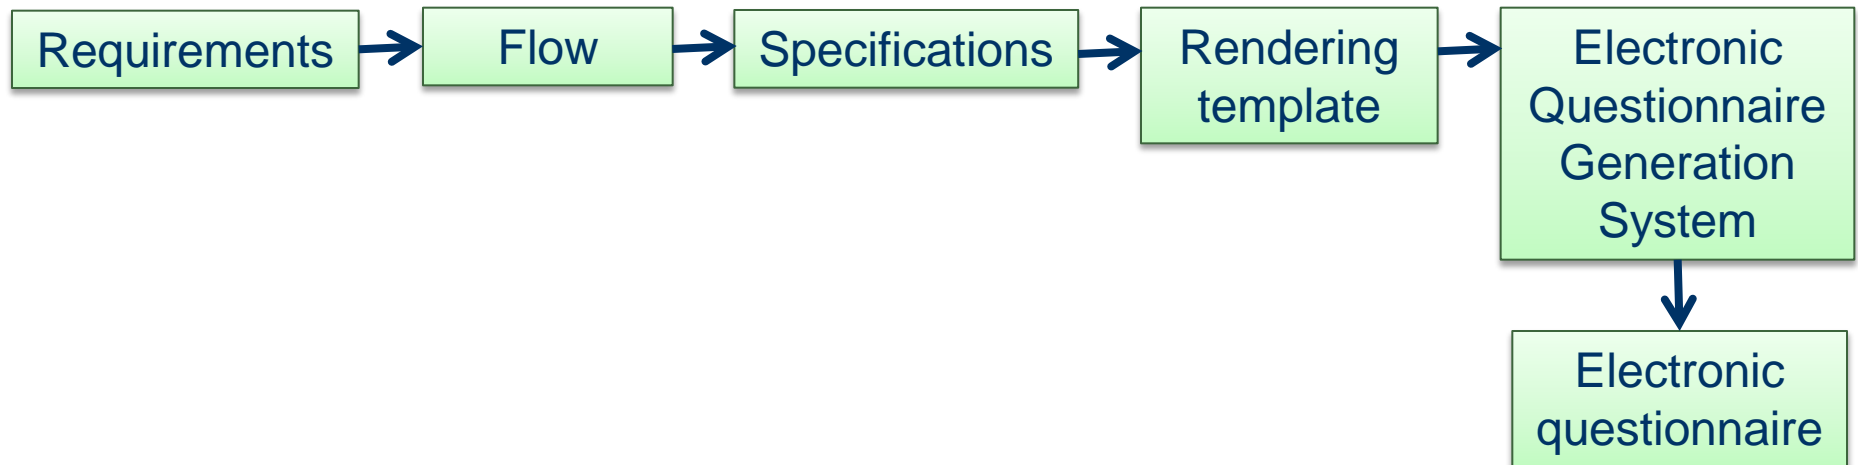 Requirements
Flow
Specifications
Rendering
template
Electronic
Questionnaire
Generation
System
Electronic
questionnaire